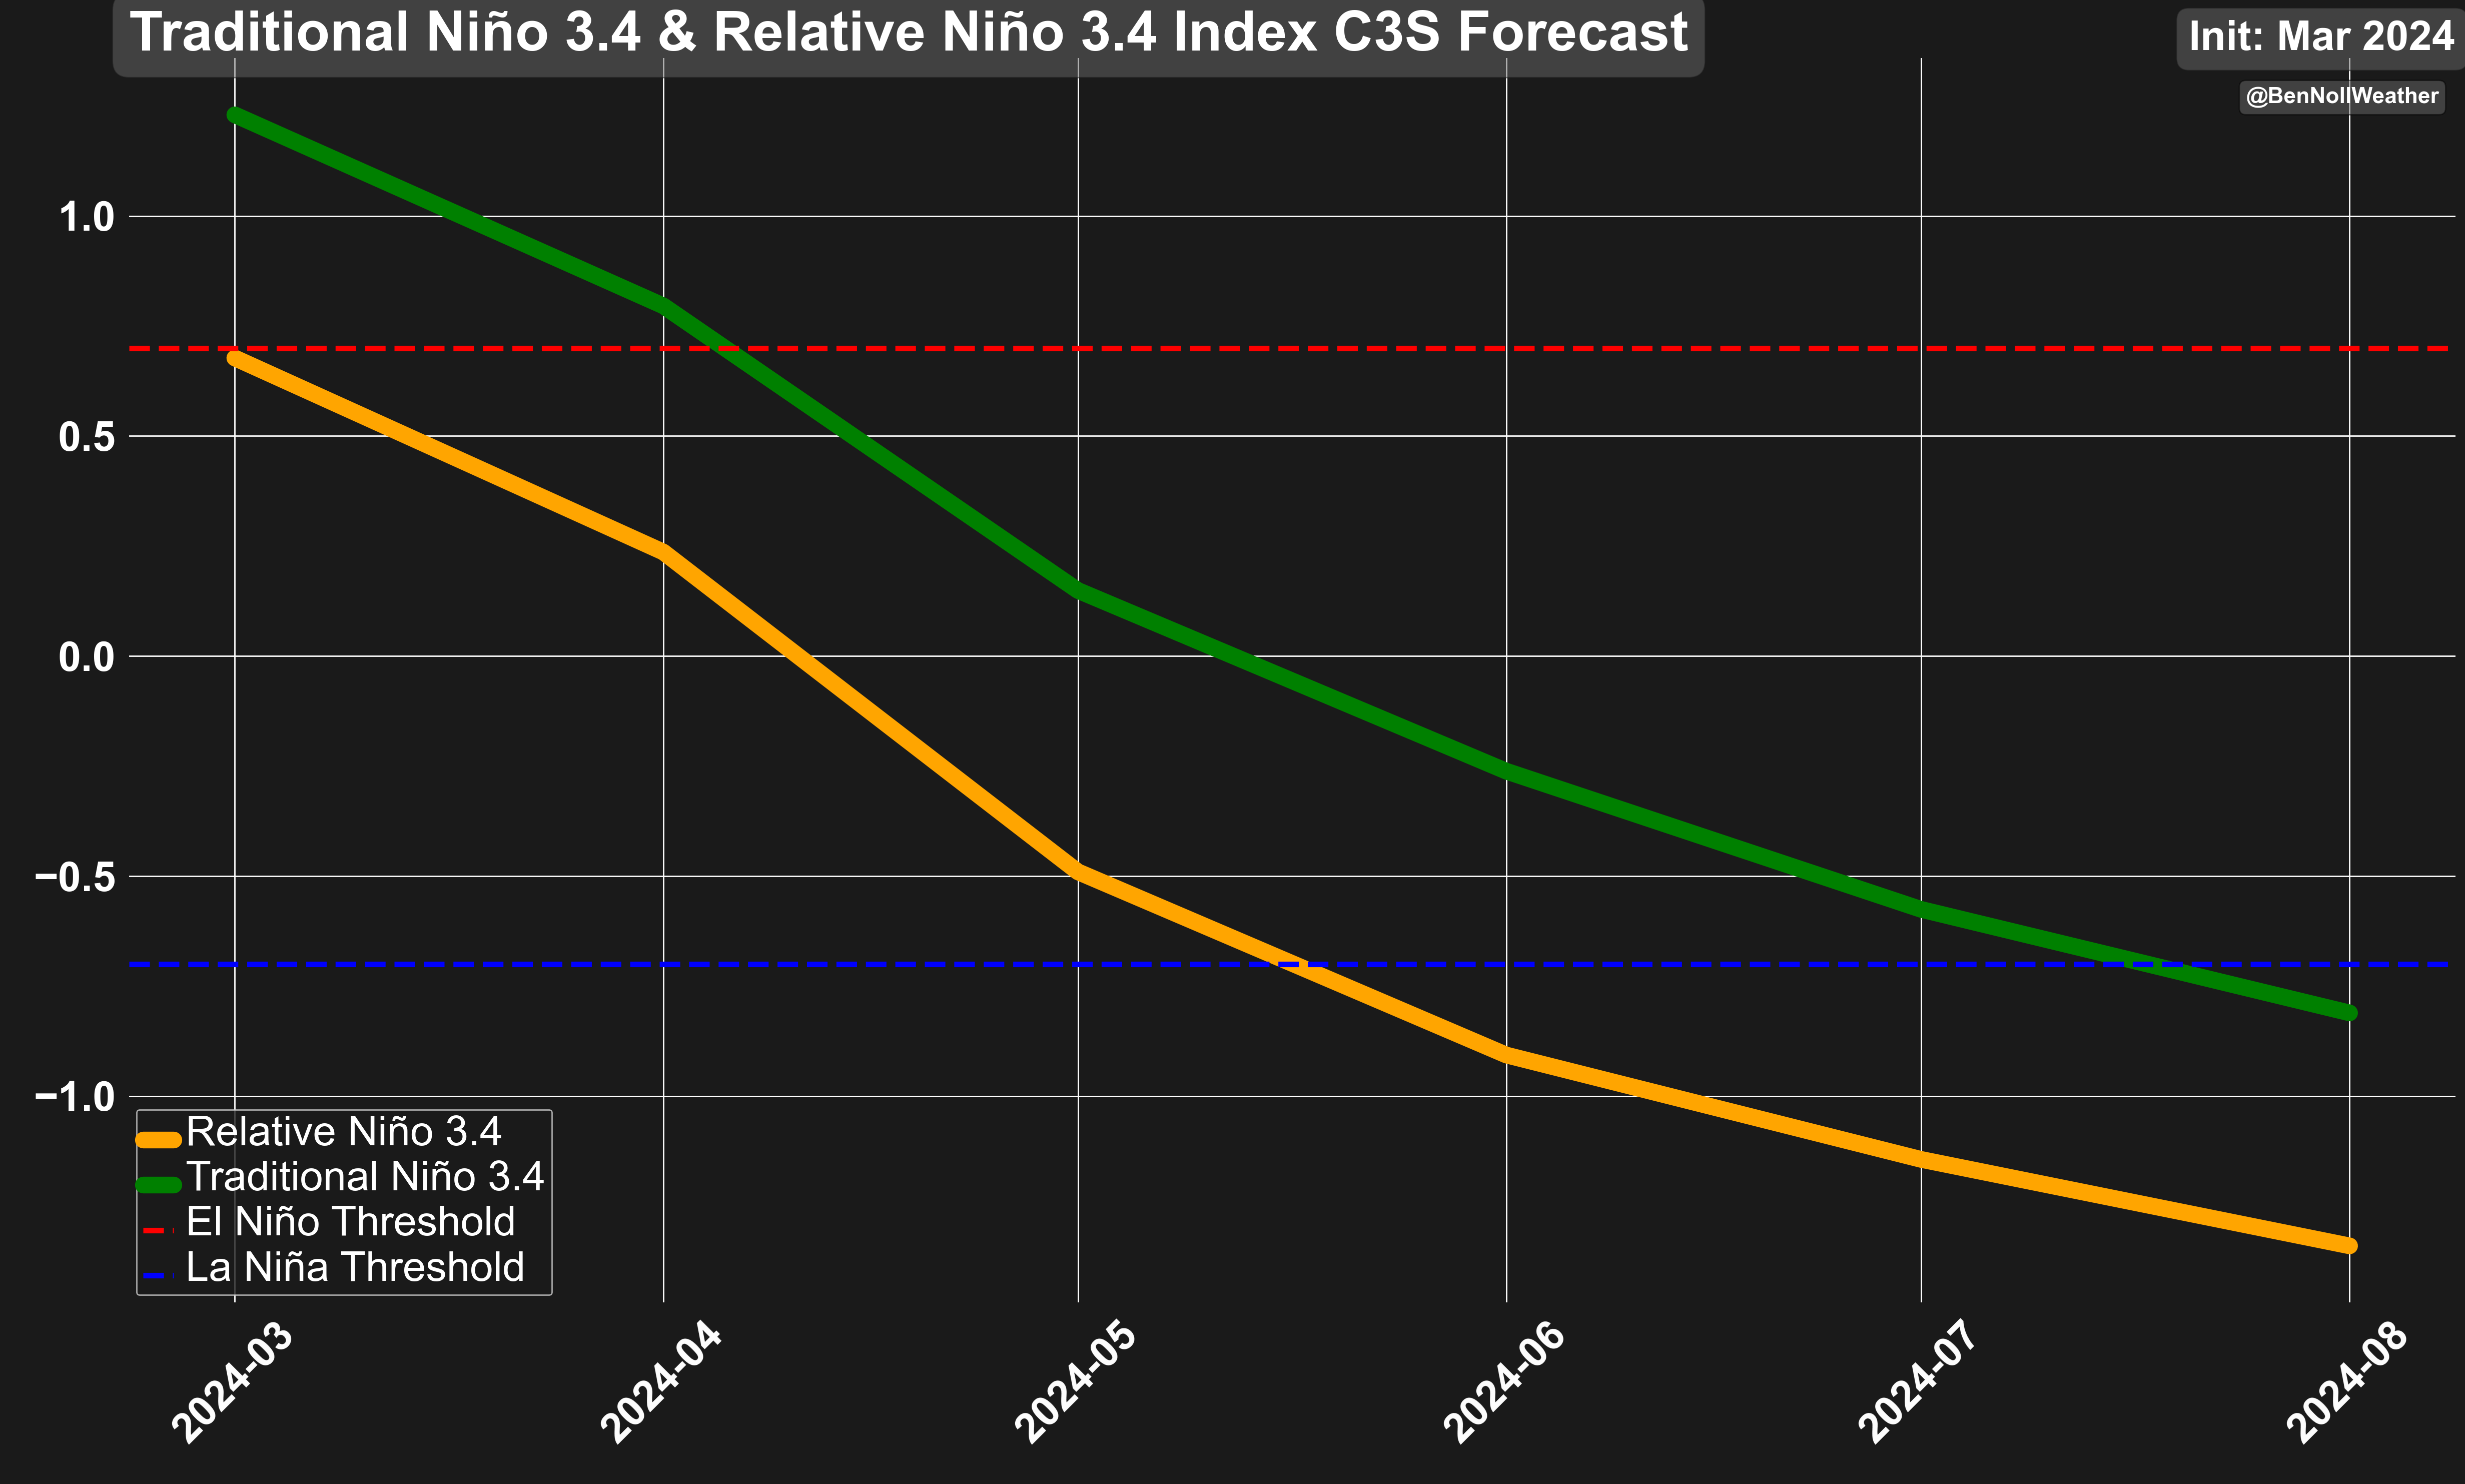 Traditional Niño 3.4 & Relative Niño 3.4 Index C3S Forecast
Init: Mar 2024
@BenNollWeather
1.0
0.5
0.0
−0.5
−1.0
Relative Niño 3.4
Traditional Niño 3.4
El Niño Threshold
La Niña Threshold
2024-03
2024-04
2024-05
2024-06
2024-07
2024-08